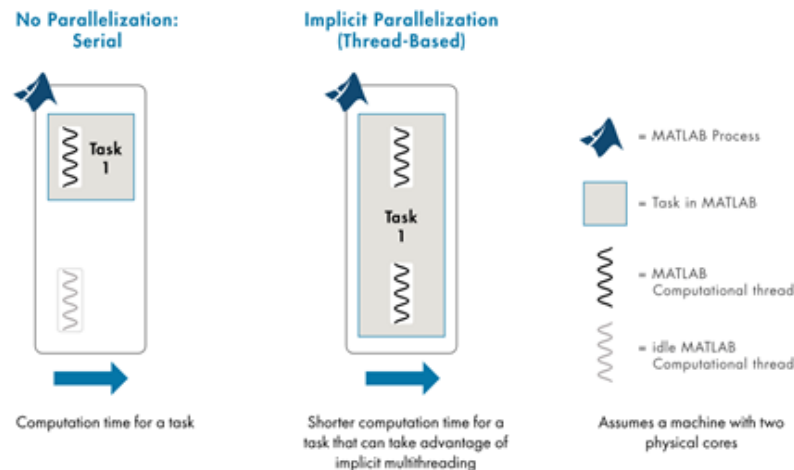 No Parallelization:
Serial
Task
1
Computation time for a task
Implicit Parallelization
(Thread-Based)
Task
1
Shorter computation time for a
task that can take advantage of
implicit multithreading
= MATLAB Process
= Task in MATLAB
= MATLAB
Computational thread
= idle MATLAB
Computational thread
Assumes a machine with two
physical cores